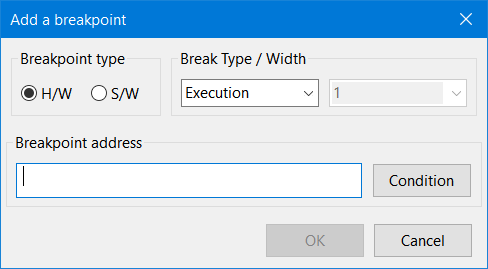 Add a breakpoint
Breakpoint type
Break Type / Width
H/W
S/W
Execution
1
Breakpoint address
Condition
OK
Cancel